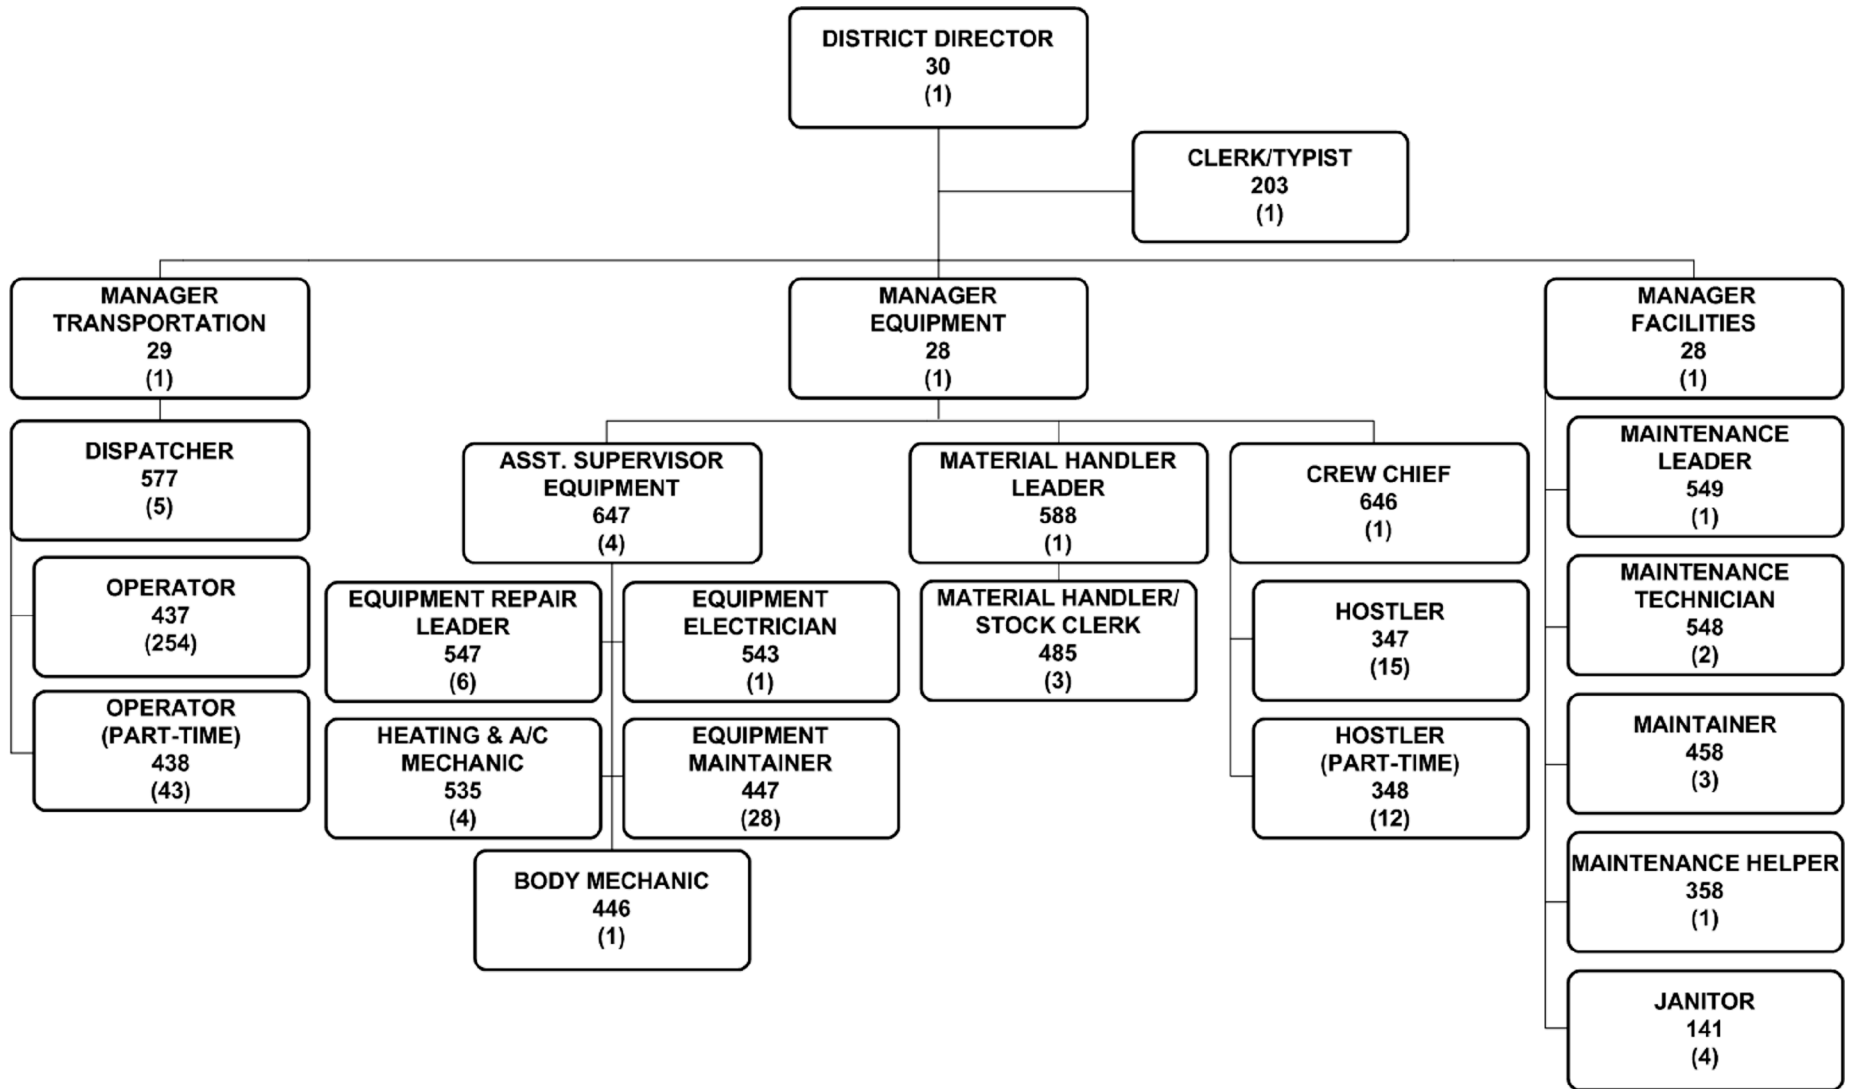 DISTRICT DIRECTOR
30
(1)
CLERK/TYPIST
203
(1)
MANAGER
TRANSPORTATION
29
(1)
MANAGER
EQUIPMENT
28
(1)
MANAGER
FACILITIES
28
(1)
DISPATCHER
577
(5)
OPERATOR
437
(254)
OPERATOR
(PART-TIME)
438
(43)
ASST. SUPERVISOR
EQUIPMENT
647
(4)
EQUIPMENT REPAIR
LEADER
547
(6)
EQUIPMENT
ELECTRICIAN
543
(1)
HEATING & A/C
MECHANIC
535
(4)
EQUIPMENT
MAINTAINER
447
(28)
BODY MECHANIC
446
(1)
MATERIAL HANDLER
LEADER
588
(1)
MATERIAL HANDLER/
STOCK CLERK
485
(3)
CREW CHIEF
646
(1)
HOSTLER
347
(15)
HOSTLER
(PART-TIME)
348
(12)
MAINTENANCE
LEADER
549
(1)
MAINTENANCE
TECHNICIAN
548
(2)
MAINTAINER
458
(3)
MAINTENANCE HELPER
358
(1)
JANITOR
141
(4)